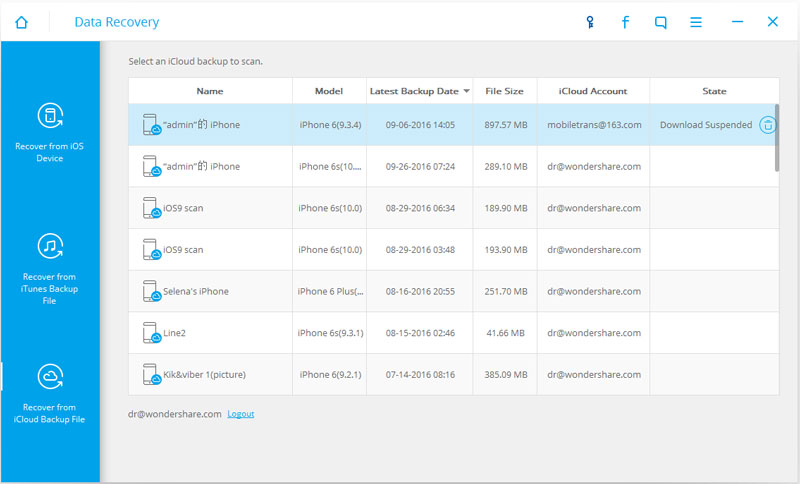 Data Recovery
Select an iCloud backup to scan.
Name Model Latest Backup Date File Size iCloud Account State
"admin"的 iPhone iPhone 6(9.3.4) 09-06-2016 14:05 897.57 MB mobiletrans@163.com Download Suspended
"admin"的 iPhone iPhone 6s(10.... 09-26-2016 07:24 289.10 MB dr@wondershare.com
iOS9 scan iPhone 6s(10.0) 08-29-2016 06:34 189.90 MB dr@wondershare.com
iOS9 scan iPhone 6s(10.0) 08-29-2016 03:48 193.90 MB dr@wondershare.com
Selena's iPhone iPhone 6 Plus(... 08-16-2016 20:55 251.70 MB dr@wondershare.com
Line2 iPhone 6s(9.3.1) 08-15-2016 02:46 41.66 MB dr@wondershare.com
Kik&viber 1(picture) iPhone 6(9.2.1) 07-14-2016 08:16 385.09 MB dr@wondershare.com
dr@wondershare.com Logout
Recover from iOS
Device
Recover from
iTunes Backup
File
Recover from
iCloud Backup File